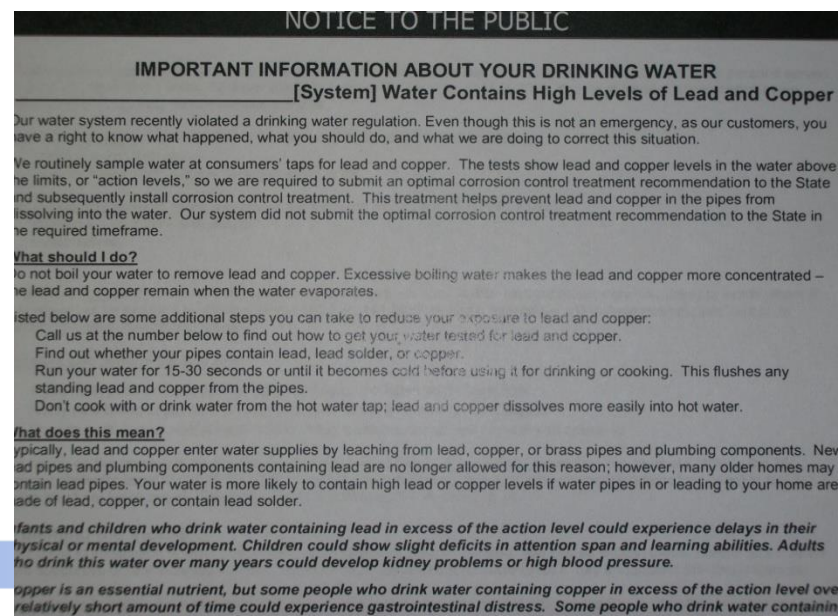 NOTICE TO THE PUBLIC
IMPORTANT INFORMATION ABOUT YOUR DRINKING WATER
[System] Water Contains High Levels of Lead and Copper
Our water system recently violated a drinking water regulation. Even though this is not an emergency, as our customers, you
have a right to know what happened, what you should do, and what we are doing to correct this situation.
We routinely sample water at consumers' taps for lead and copper. The tests show lead and copper levels in the water above
he limits, or “action levels,” so we are required to submit an optimal corrosion control treatment recommendation to the State
and subsequently install corrosion control treatment. This treatment helps prevent lead and copper in the pipes from
dissolving into the water. Our system did not submit the optimal corrosion control treatment recommendation to the State in
he required timeframe.
What should I do?
Do not boil your water to remove lead and copper. Excessive boiling water makes the lead and copper more concentrated –
he lead and copper remain when the water evaporates.
isted below are some additional steps you can take to reduce your exposure to lead and copper:
Call us at the number below to find out how to get your water tested for lead and copper.
Find out whether your pipes contain lead, lead solder, or copper.
Run your water for 15-30 seconds or until it becomes cold before using it for drinking or cooking. This flushes any
standing lead and copper from the pipes.
Don't cook with or drink water from the hot water tap; lead and copper dissolves more easily into hot water.
What does this mean?
ypically, lead and copper enter water supplies by leaching from lead, copper, or brass pipes and plumbing components. New
ad pipes and plumbing components containing lead are no longer allowed for this reason; however, many older homes may
ontain lead pipes. Your water is more likely to contain high lead or copper levels if water pipes in or leading to your home are
ade of lead, copper, or contain lead solder.
fants and children who drink water containing lead in excess of the action level could experience delays in their
hysical or mental development. Children could show slight deficits in attention span and learning abilities. Adults
ho drink this water over many years could develop kidney problems or high blood pressure.
opper is an essential nutrient, but some people who drink water containing copper in excess of the action level ove
relatively short amount of time could experience gastrointestinal distress. Some people who drink water containin